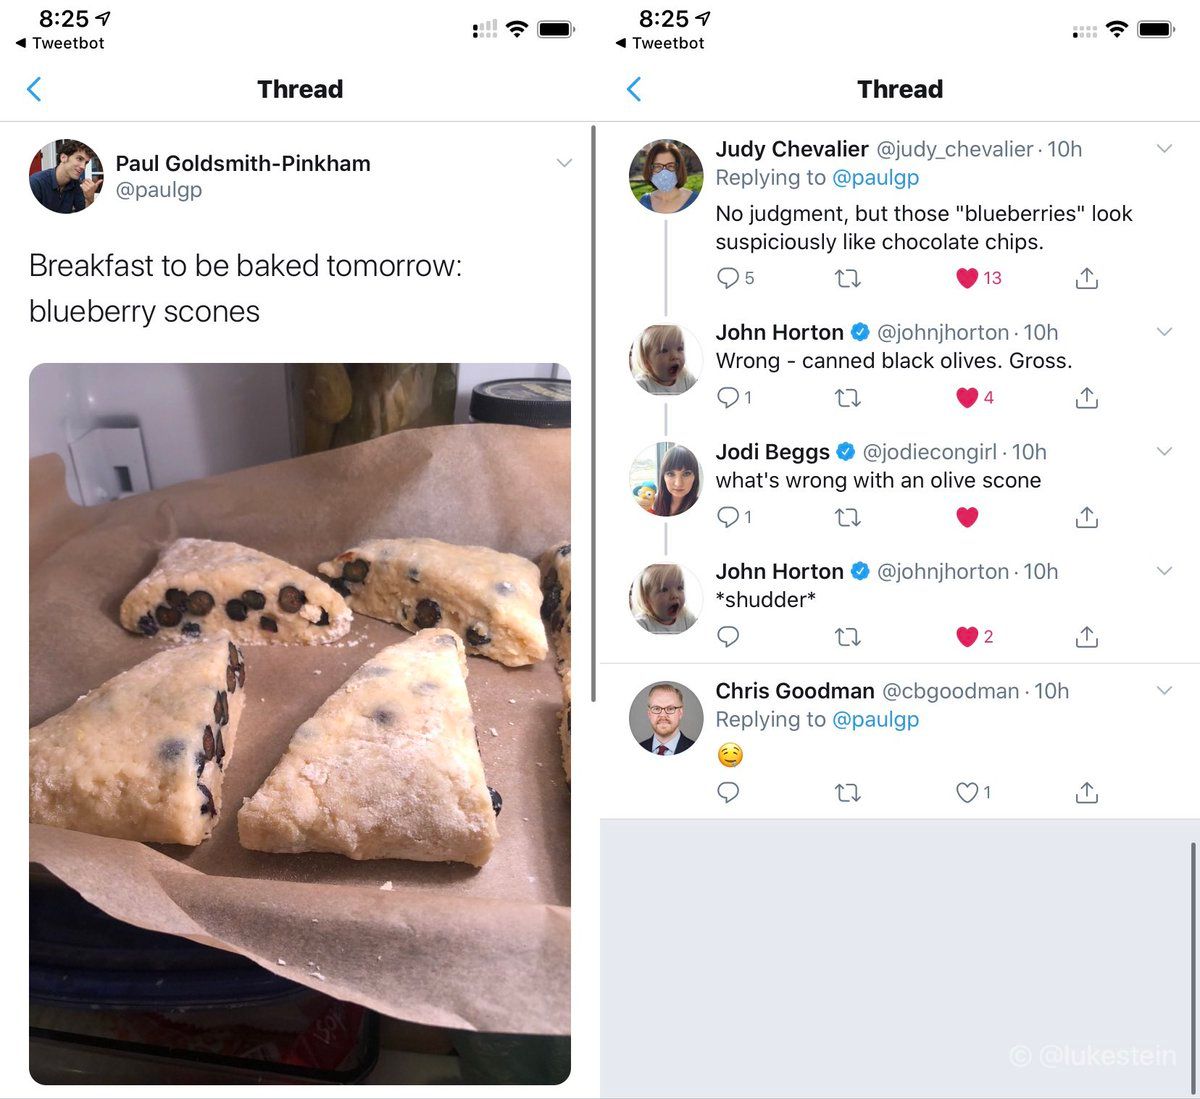 8:25
◀ Tweetbot
Thread
Paul Goldsmith-Pinkham
@paulgp
Breakfast to be baked tomorrow:
blueberry scones
8:25
◀ Tweetbot
Thread
Judy Chevalier @judy_chevalier · 10h
Replying to @paulgp
No judgment, but those "blueberries" look
suspiciously like chocolate chips.
5 13
John Horton @johnjhorton · 10h
Wrong - canned black olives. Gross.
1 4
Jodi Beggs @jodiecongirl · 10h
what's wrong with an olive scone
1
John Horton @johnjhorton · 10h
*shudder*
2
Chris Goodman @cbgoodman · 10h
Replying to @paulgp
🤤
1
© @lukestein